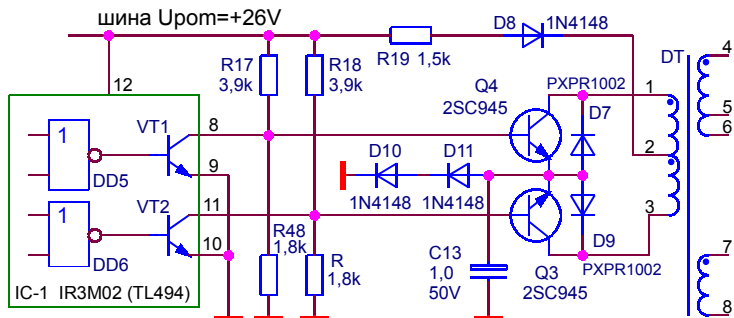 шина Upom=+26V
D8
1N4148
R17
3,9k
R18
3,9k
R19 1,5k
DT
4
12
Q4
2SC945
PXPR1002
1
D7
5
6
1
VT1
8
DD5
9
D10
D11
2
1N4148
1N4148
1
VT2
11
3
DD6
10
R48
1,8k
R
1,8k
C13
1,0
50V
D9
Q3
2SC945
PXPR1002
7
IC-1 IR3M02 (TL494)
8